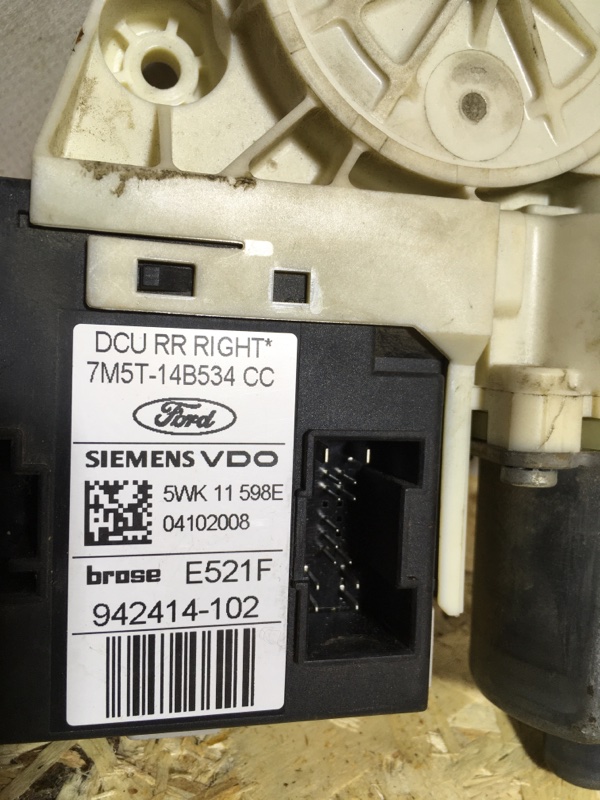 DCU RR RIGHT*
7M5T-14B534 CC
Ford
SIEMENS VDO
5WK 11 598E
04102008
brose E521F
942414-102